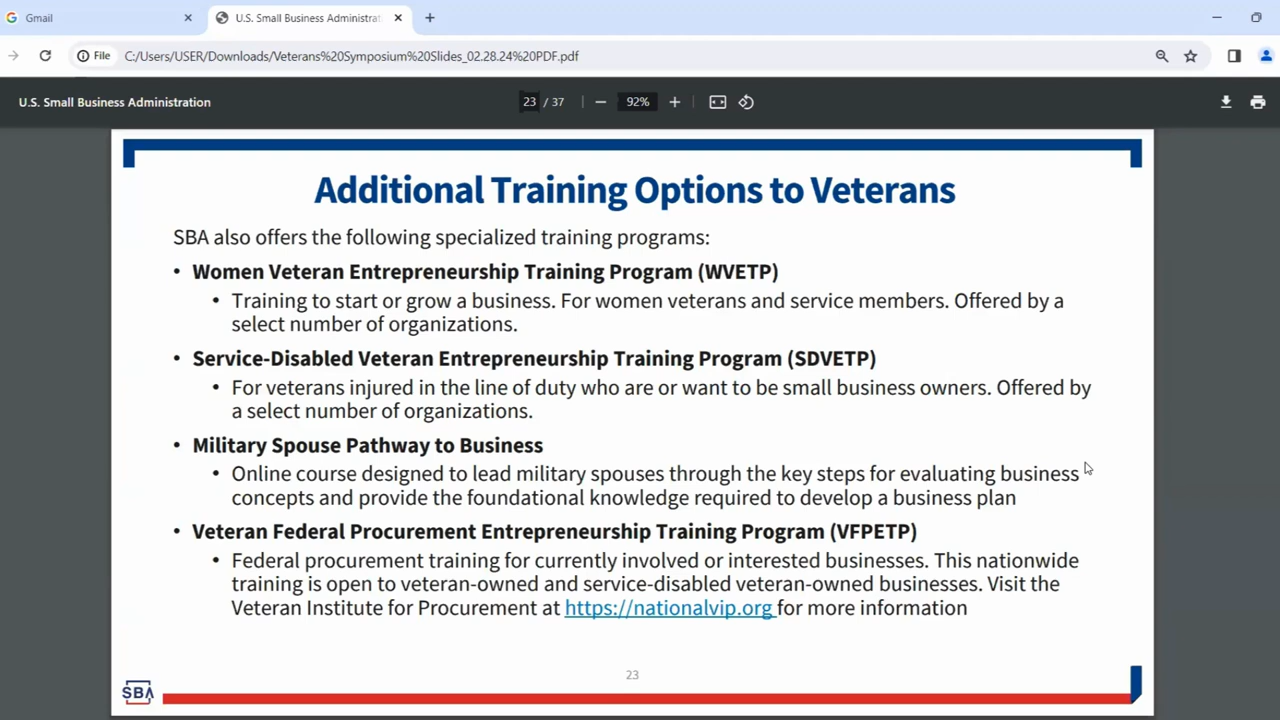 Gmail
U.S. Small Business Administrat
File
C:/Users/USER/Downloads/Veterans%20Symposium%20Slides_02.28.24%20PDF.pdf
U.S. Small Business Administration
23 / 37
92%
Additional Training Options to Veterans
SBA also offers the following specialized training programs:
• Women Veteran Entrepreneurship Training Program (WVETP)
• Training to start or grow a business. For women veterans and service members. Offered by a
select number of organizations.
• Service-Disabled Veteran Entrepreneurship Training Program (SDVETP)
• For veterans injured in the line of duty who are or want to be small business owners. Offered by
a select number of organizations.
• Military Spouse Pathway to Business
• Online course designed to lead military spouses through the key steps for evaluating business
concepts and provide the foundational knowledge required to develop a business plan
• Veteran Federal Procurement Entrepreneurship Training Program (VFPETP)
• Federal procurement training for currently involved or interested businesses. This nationwide
training is open to veteran-owned and service-disabled veteran-owned businesses. Visit the
Veteran Institute for Procurement at https://nationalvip.org for more information
23
SBA